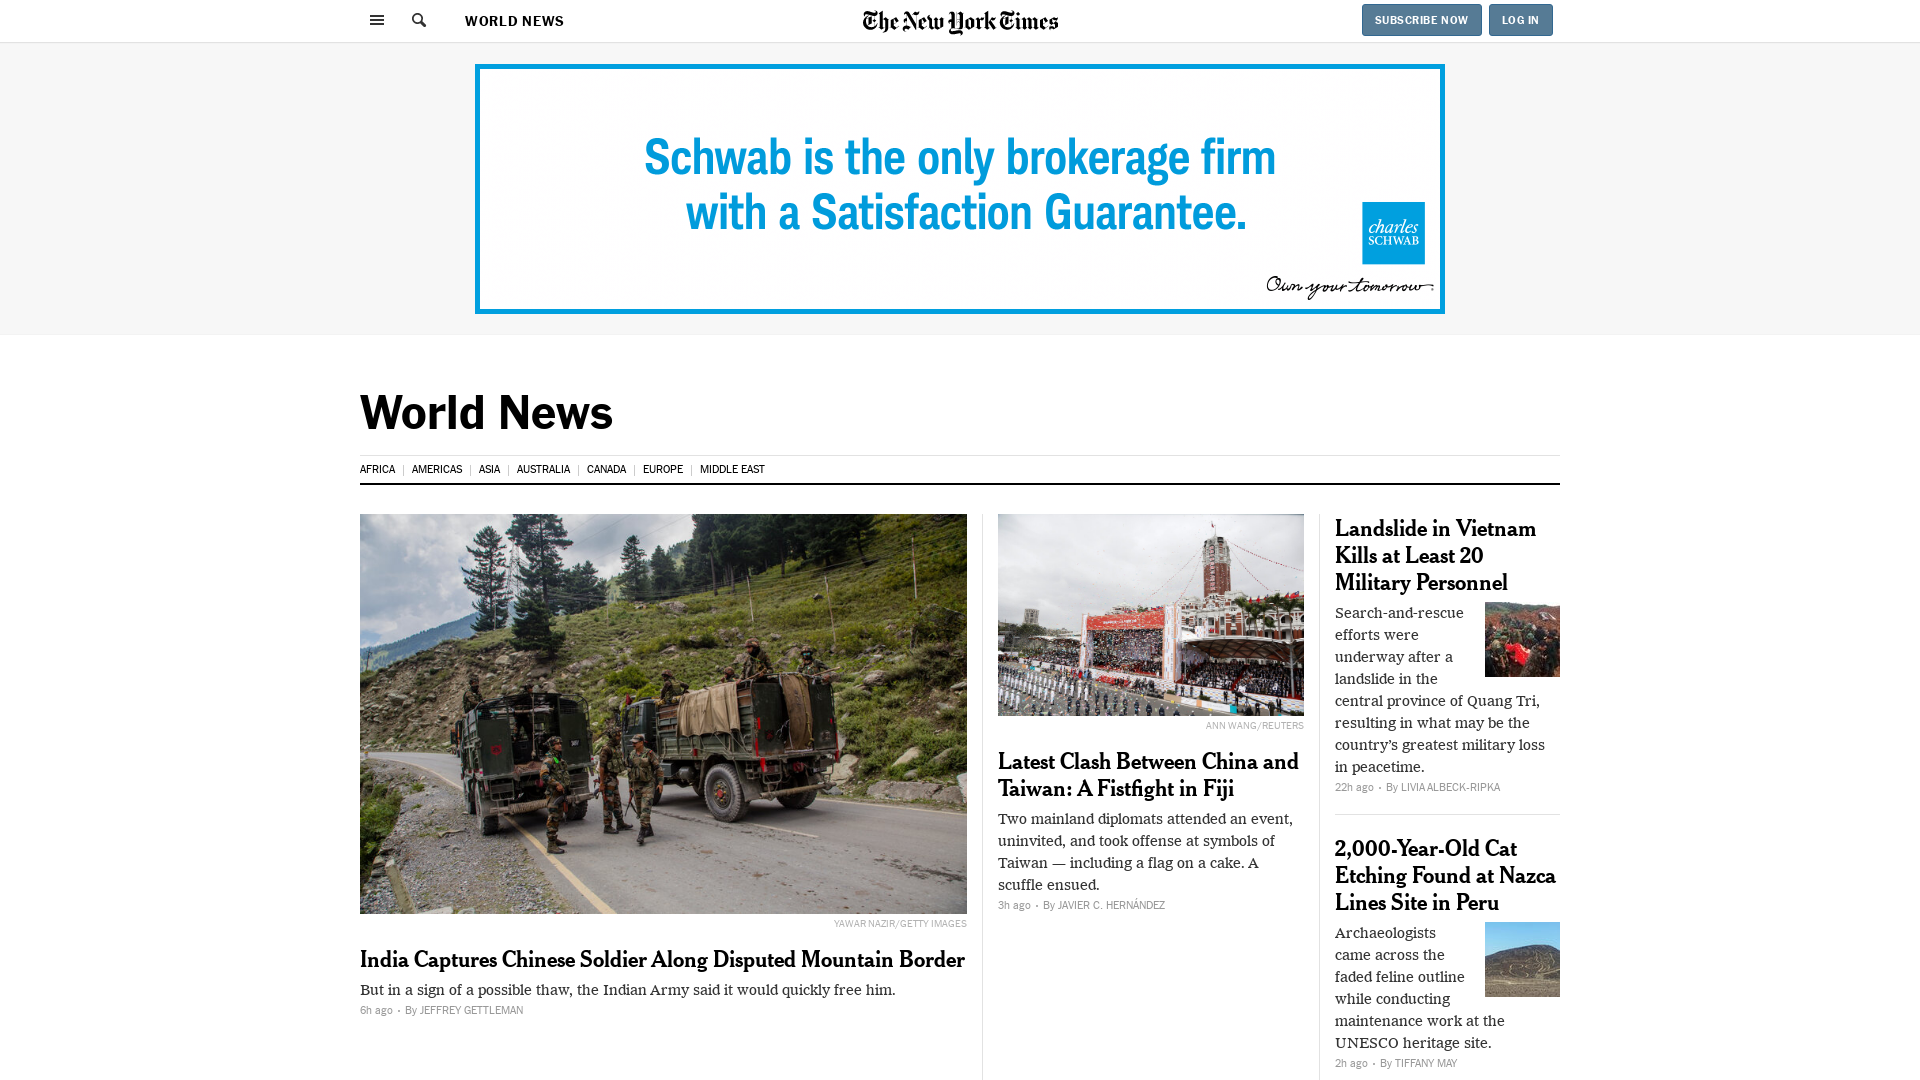 WORLD NEWS
The New York Times
SUBSCRIBE NOW
LOG IN
Schwab is the only brokerage firm
with a Satisfaction Guarantee.
charles
SCHWAB
Own your tomorrow.
World News
AFRICA
AMERICAS
ASIA
AUSTRALIA
CANADA
EUROPE
MIDDLE EAST
YAWAR NAZIR/GETTY IMAGES
India Captures Chinese Soldier Along Disputed Mountain Border
But in a sign of a possible thaw, the Indian Army said it would quickly free him.
6h ago • By JEFFREY GETTLEMAN
ANN WANG/REUTERS
Latest Clash Between China and
Taiwan: A Fistfight in Fiji
Two mainland diplomats attended an event,
uninvited, and took offense at symbols of
Taiwan — including a flag on a cake. A
scuffle ensued.
3h ago • By JAVIER C. HERNÁNDEZ
Landslide in Vietnam
Kills at Least 20
Military Personnel
Search-and-rescue
efforts were
underway after a
landslide in the
central province of Quang Tri,
resulting in what may be the
country’s greatest military loss
in peacetime.
22h ago • By LIVIA ALBECK-RIPKA
2,000-Year-Old Cat
Etching Found at Nazca
Lines Site in Peru
Archaeologists
came across the
faded feline outline
while conducting
maintenance work at the
UNESCO heritage site.
2h ago • By TIFFANY MAY